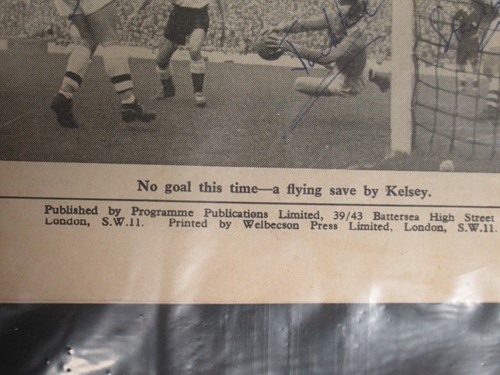 No goal this time—a flying save by Kelsey.
Published by Programme Publications Limited, 39/43 Battersea High Street
London, S.W.11. Printed by Welbecson Press Limited, London, S.W.11.